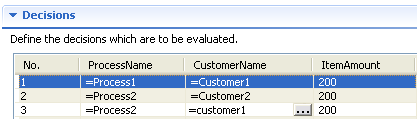 Decisions
Define the decisions which are to be evaluated.
No. ProcessName CustomerName ItemAmount
1 =Process1 =Customer1 200
2 =Process2 =Customer2 200
3 =Process2 =customer1 ... 200